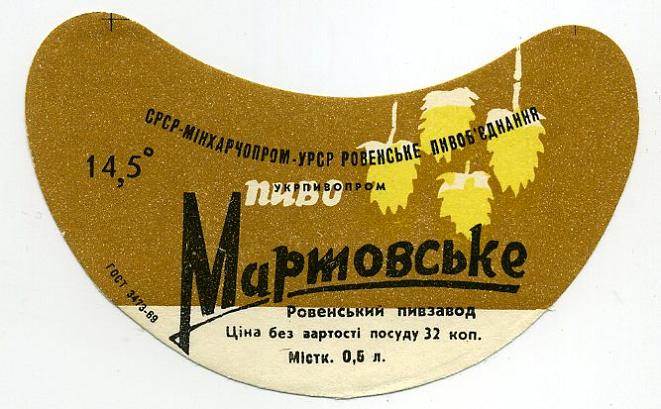 СРСР-МІНХАРЧОПРОМ-УРСР РОВЕНСЬКЕ ПИВОБ'ЄДНАННЯ
14,5°
УКРПИВОПРОМ
пиво
Мартовське
ГОСТ 3473-69
Ровенський пивзавод
Ціна без вартості посуду 32 коп.
Містк. 0,5 л.